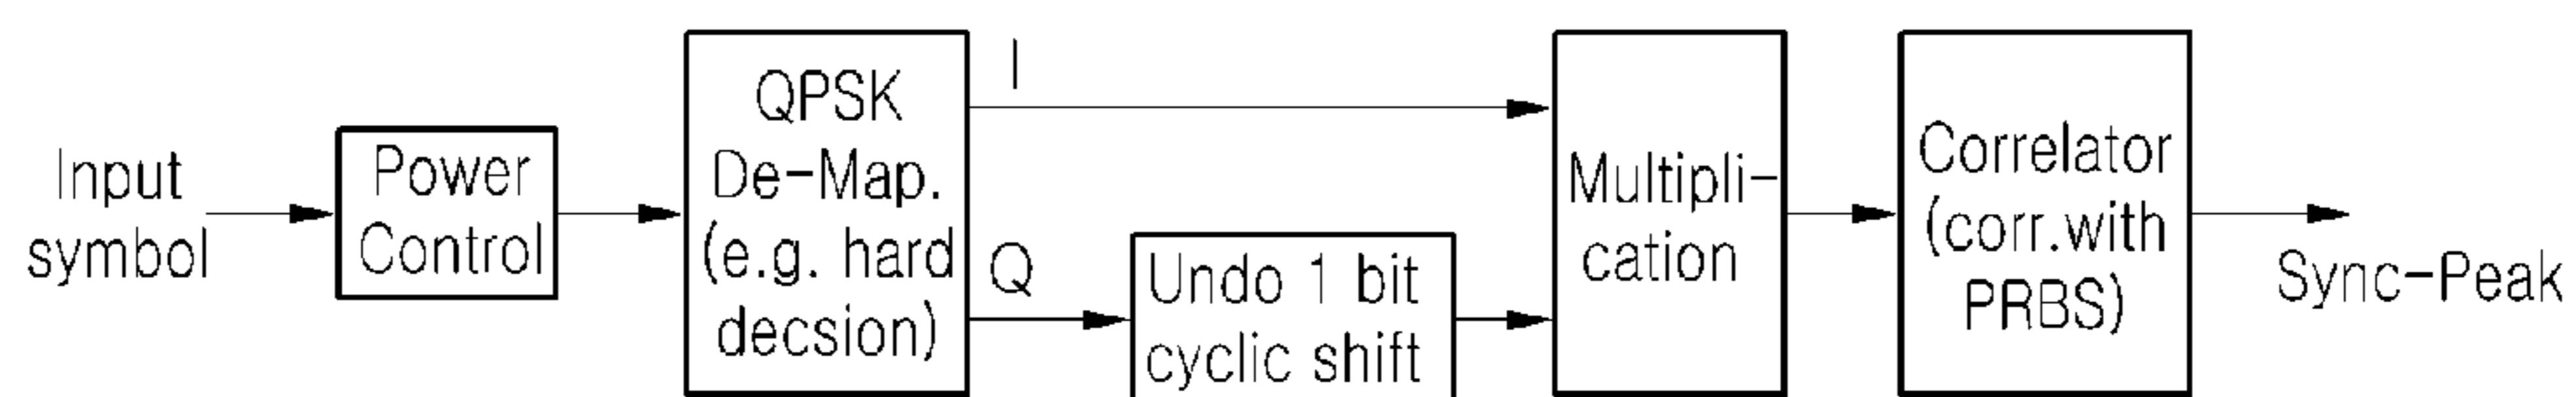 Input
symbol
Power
Control
QPSK
De-Map.
(e.g. hard
decsion)
I
Q
Undo 1 bit
cyclic shift
Multipli-
cation
Correlator
(corr.with
PRBS)
Sync-Peak